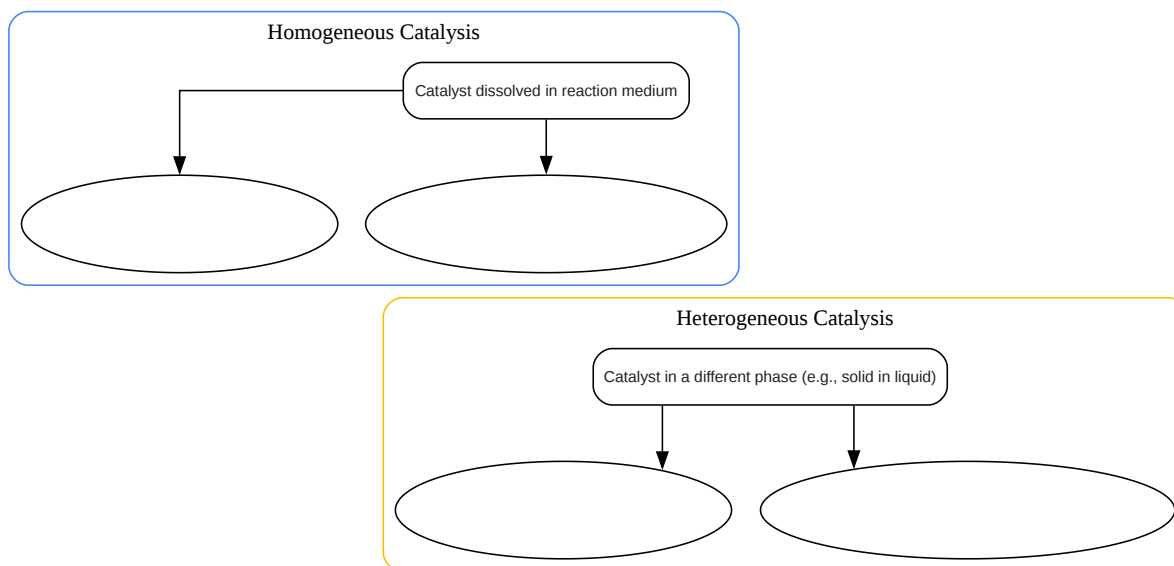 Homogeneous Catalysis
Catalyst dissolved in reaction medium
Heterogeneous Catalysis
Catalyst in a different phase (e.g., solid in liquid)